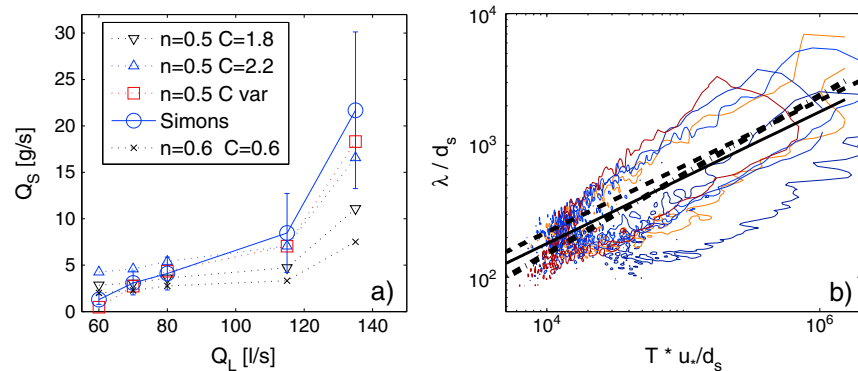 30
25
20
15
10
5
0
Q_S [g/s]
n=0.5 C=1.8
n=0.5 C=2.2
n=0.5 C var
Simons
n=0.6 C=0.6
a)
60 80 100 120 140
Q_L [l/s]
10^4
10^3
10^2
λ / d_s
b)
10^4 10^6
T * u_*/d_s